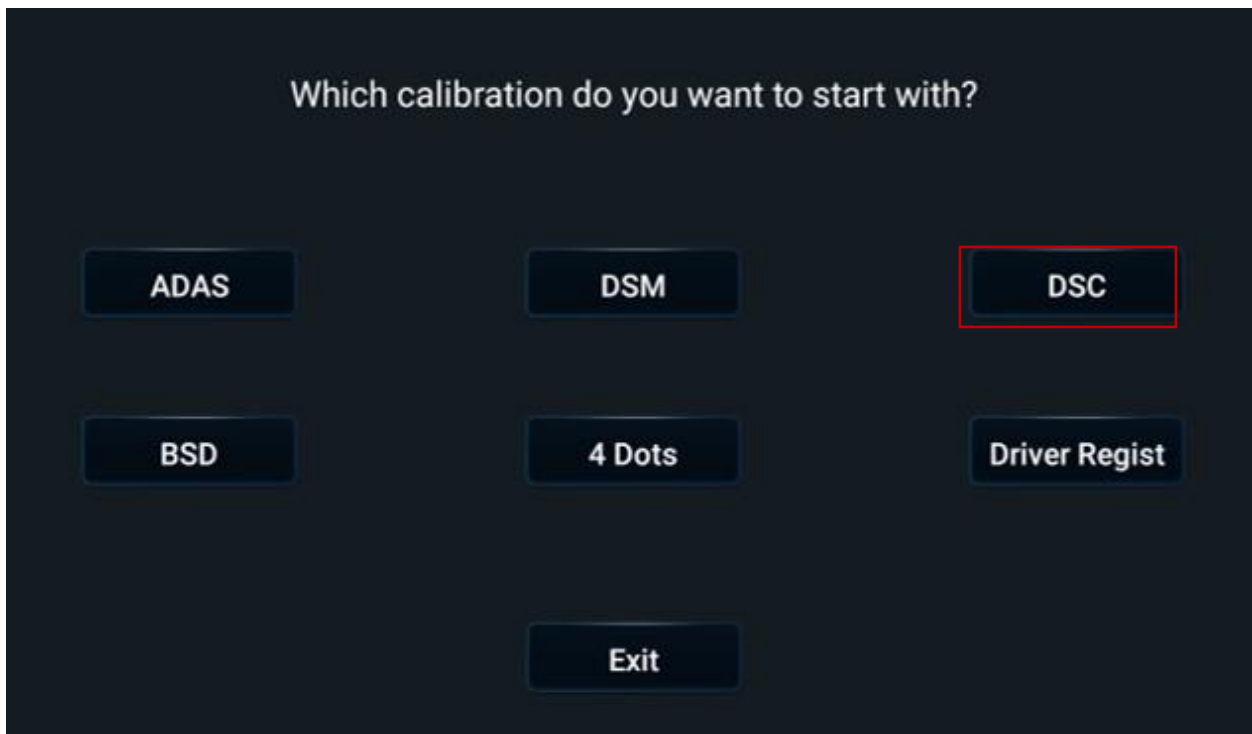 Which calibration do you want to start with?
ADAS DSM DSC
BSD 4 Dots Driver Regist
Exit